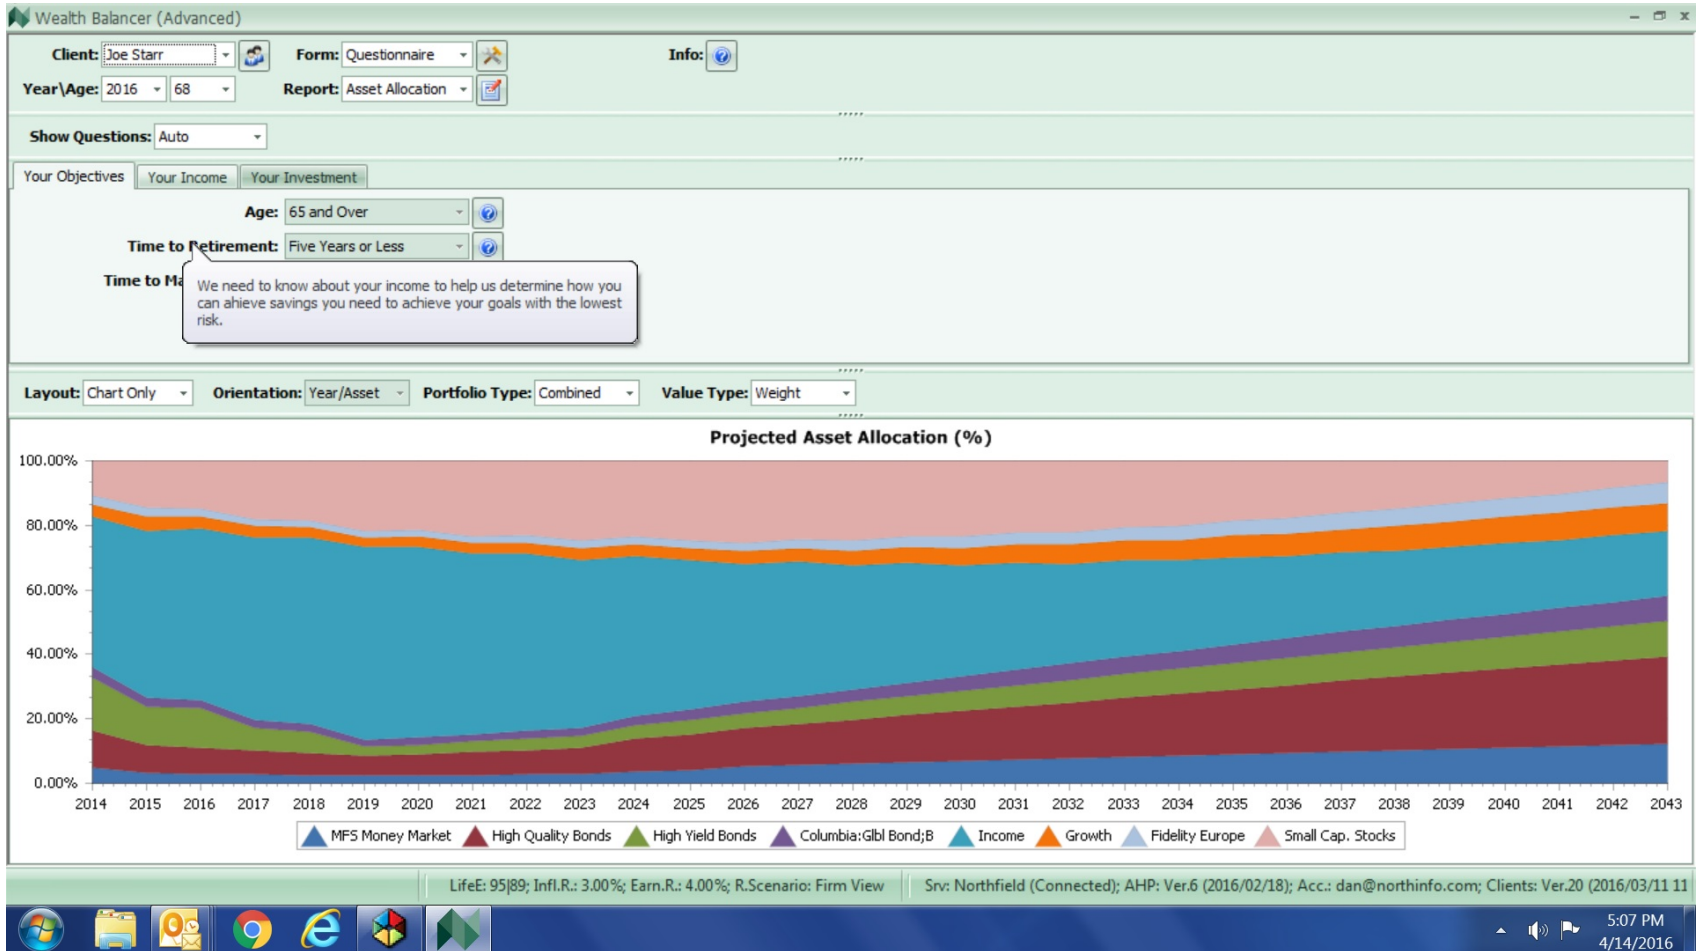 Wealth Balancer (Advanced)
Client: Joe Starr Form: Questionnaire Info:
Year\Age: 2016 68 Report: Asset Allocation
Show Questions: Auto
Your Objectives Your Income Your Investment
Age: 65 and Over
Time to Retirement: Five Years or Less
Time to Ma
We need to know about your income to help us determine how you
can ahieve savings you need to achieve your goals with the lowest
risk.
Layout: Chart Only Orientation: Year/Asset Portfolio Type: Combined Value Type: Weight
Projected Asset Allocation (%)
100.00%
80.00%
60.00%
40.00%
20.00%
0.00%
2014 2015 2016 2017 2018 2019 2020 2021 2022 2023 2024 2025 2026 2027 2028 2029 2030 2031 2032 2033 2034 2035 2036 2037 2038 2039 2040 2041 2042 2043
MFS Money Market High Quality Bonds High Yield Bonds Columbia:Glbl Bond;B Income Growth Fidelity Europe Small Cap. Stocks
LifeE: 95|89; Infl.R.: 3.00%; Earn.R.: 4.00%; R.Scenario: Firm View Srv: Northfield (Connected); AHP: Ver.6 (2016/02/18); Acc.: dan@northinfo.com; Clients: Ver.20 (2016/03/11 11
5:07 PM
4/14/2016